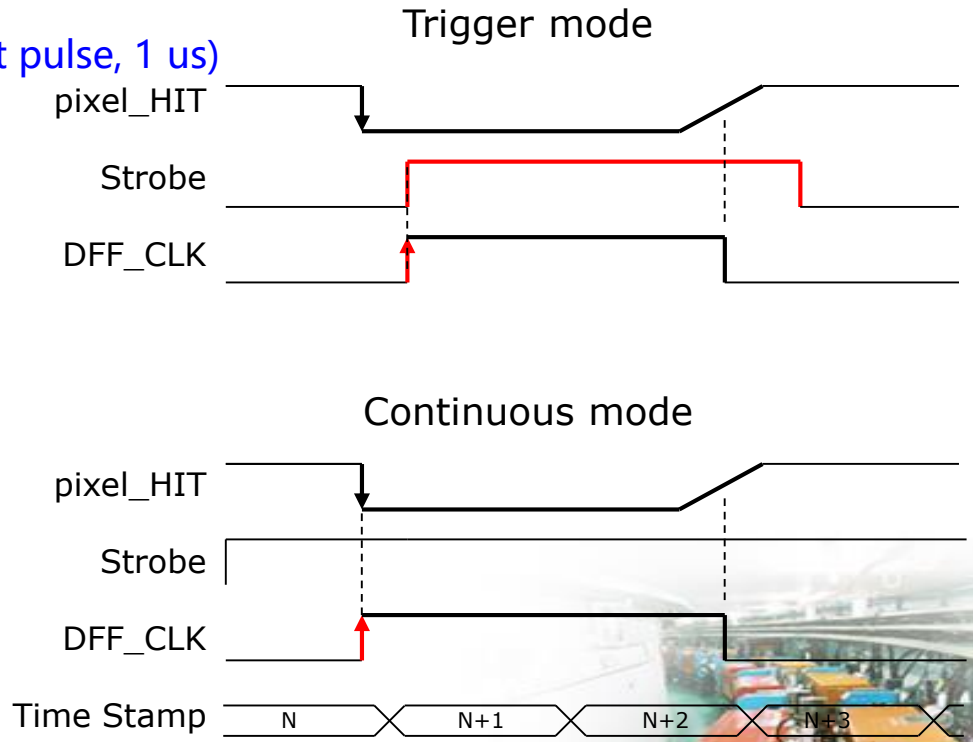 Trigger mode
t pulse, 1 us)
pixel_HIT
Strobe
DFF_CLK
Continuous mode
pixel_HIT
Strobe
DFF_CLK
Time Stamp N N+1 N+2 N+3